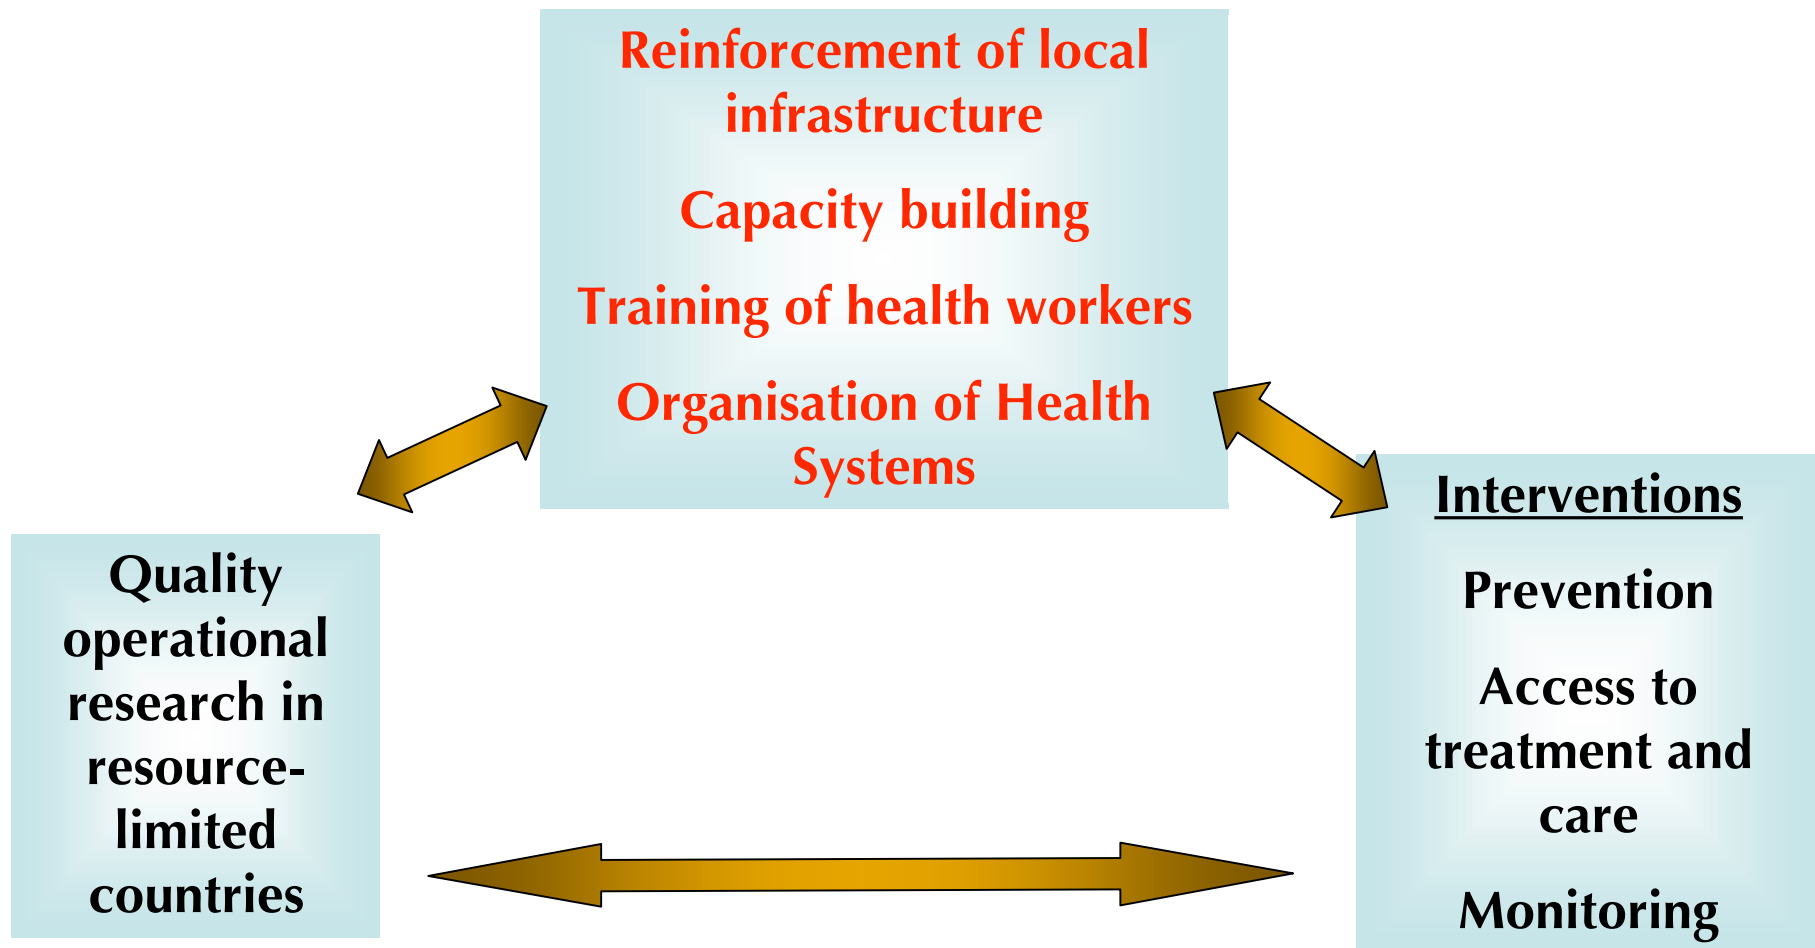 Reinforcement of local
infrastructure
Capacity building
Training of health workers
Organisation of Health
Systems
Quality
operational
research in
resource-
limited
countries
Interventions
Prevention
Access to
treatment and
care
Monitoring